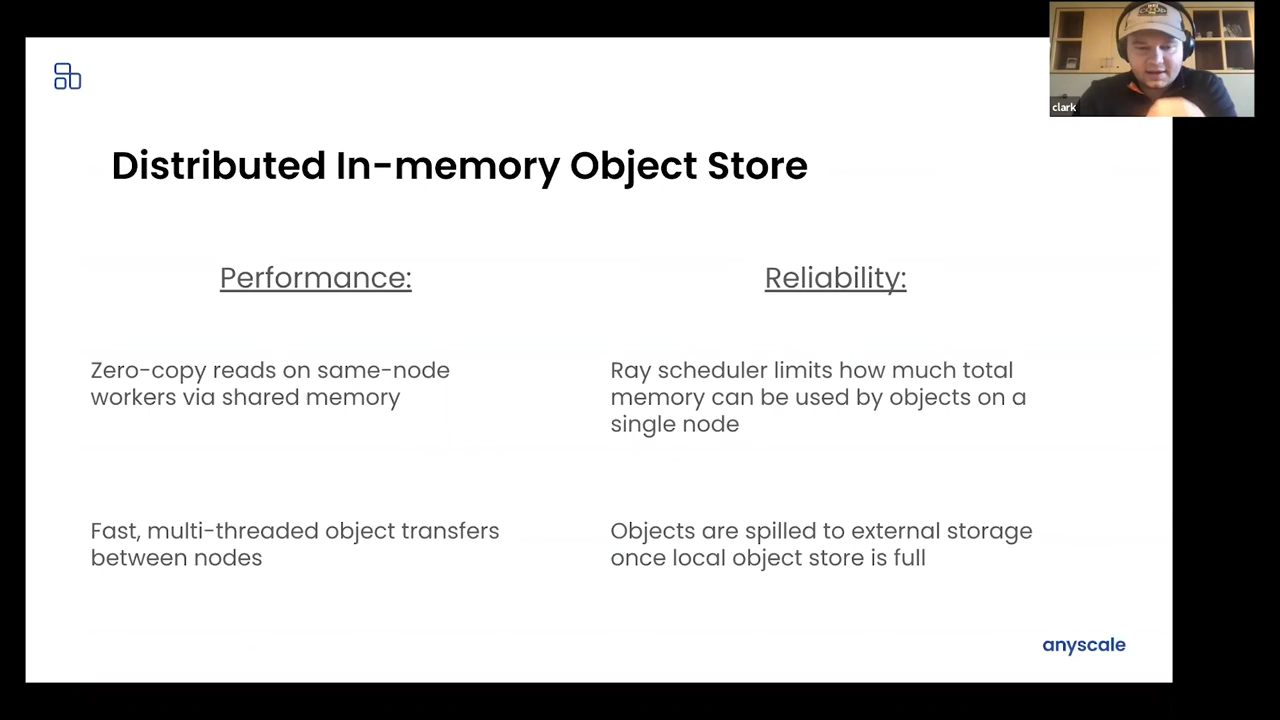 clark
Distributed In-memory Object Store
Performance:
Zero-copy reads on same-node
workers via shared memory
Fast, multi-threaded object transfers
between nodes
Reliability:
Ray scheduler limits how much total
memory can be used by objects on a
single node
Objects are spilled to external storage
once local object store is full
anyscale